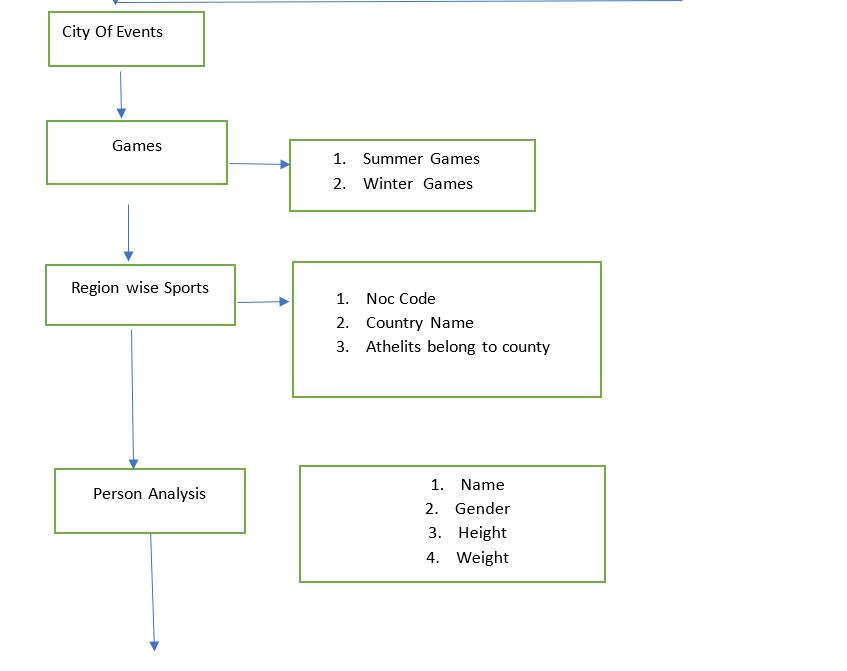 City Of Events
Games
1. Summer Games
2. Winter Games
Region wise Sports
1. Noc Code
2. Country Name
3. Athelits belong to county
Person Analysis
1. Name
2. Gender
3. Height
4. Weight